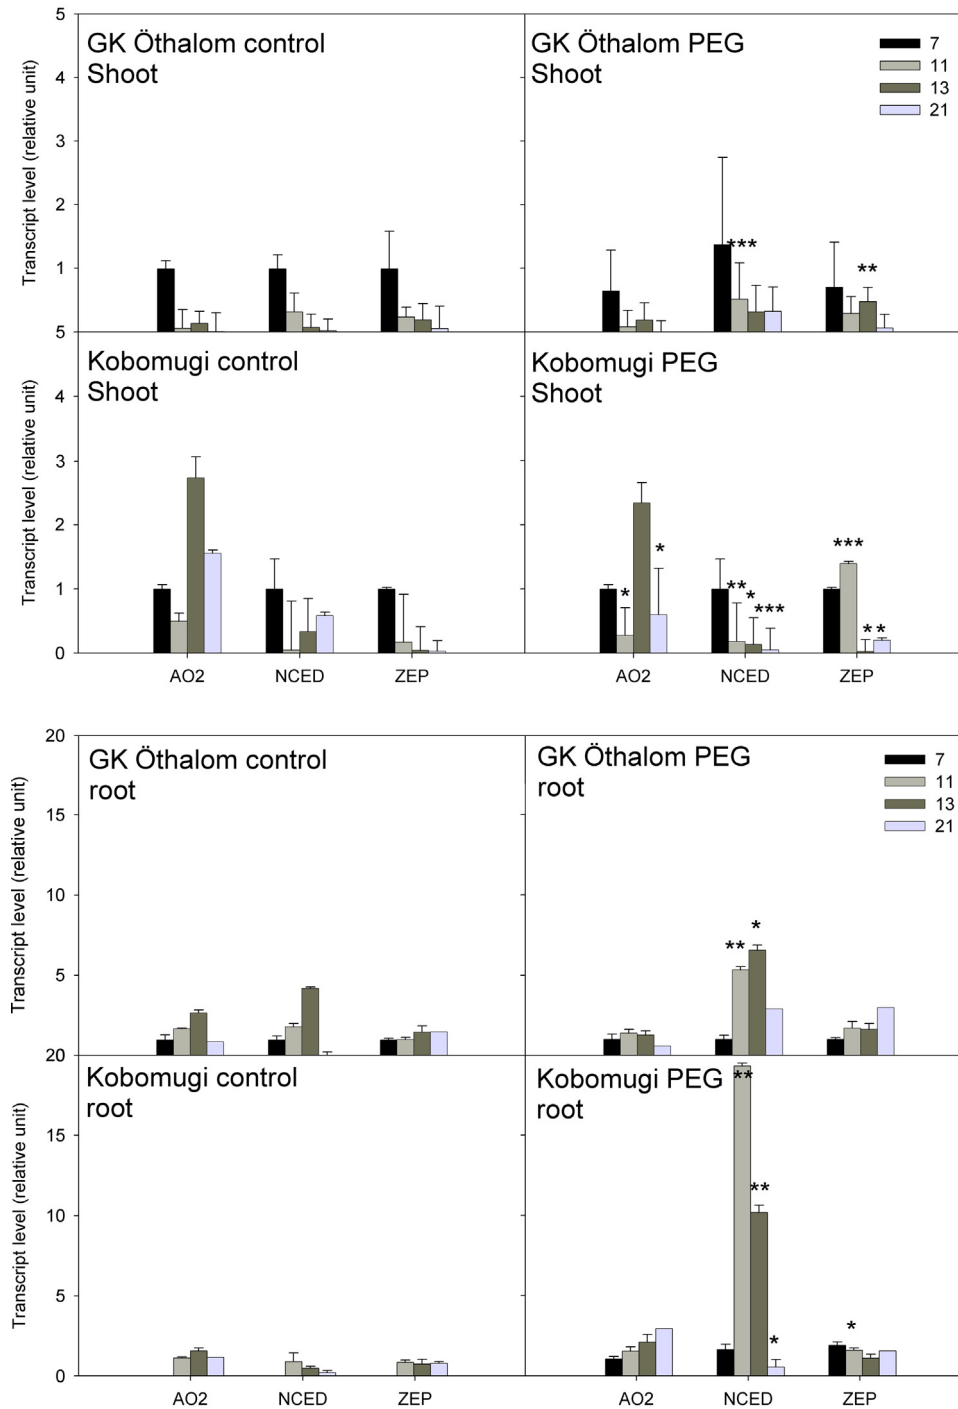 GK Öthalom control
Shoot
GK Öthalom PEG
Shoot
7
11
13
21
Transcript level (relative unit)
5
4
3
2
1
***
**
Kobomugi control
Shoot
Kobomugi PEG
Shoot
Transcript level (relative unit)
5
4
3
2
1
0
*
*
**
*
***
***
**
AO2
NCED
ZEP
AO2
NCED
ZEP
GK Öthalom control
root
GK Öthalom PEG
root
7
11
13
21
Transcript level (relative unit)
20
15
10
5
**
*
Kobomugi control
root
Kobomugi PEG
root
Transcript level (relative unit)
20
15
10
5
0
**
**
*
*
AO2
NCED
ZEP
AO2
NCED
ZEP